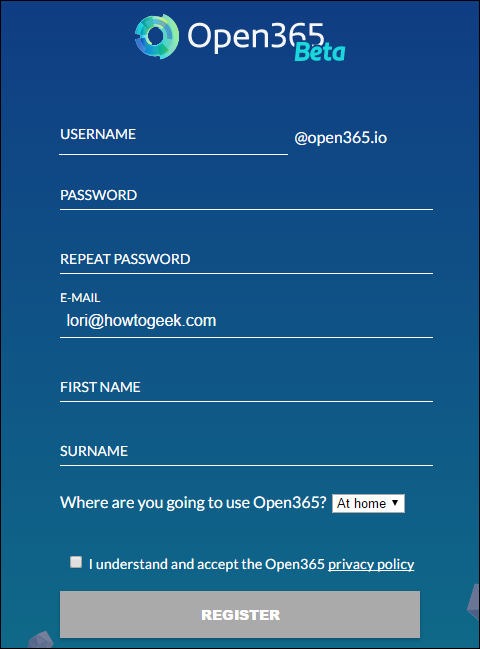 Open365
Beta
USERNAME
@open365.io
PASSWORD
REPEAT PASSWORD
E-MAIL
lori@howtogeek.com
FIRST NAME
SURNAME
Where are you going to use Open365? At home
I understand and accept the Open365 privacy policy
REGISTER